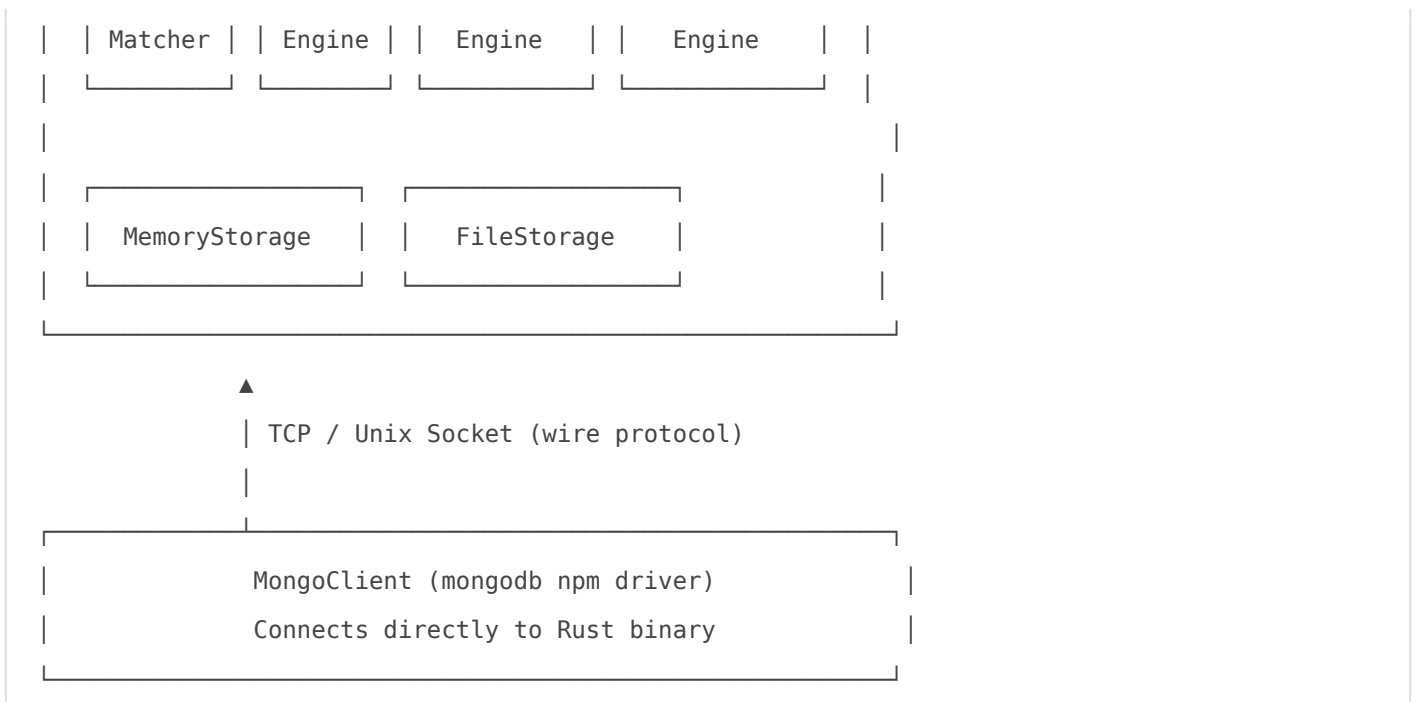 Matcher Engine Engine Engine
MemoryStorage FileStorage
TCP / Unix Socket (wire protocol)
MongoClient (mongodb npm driver)
Connects directly to Rust binary